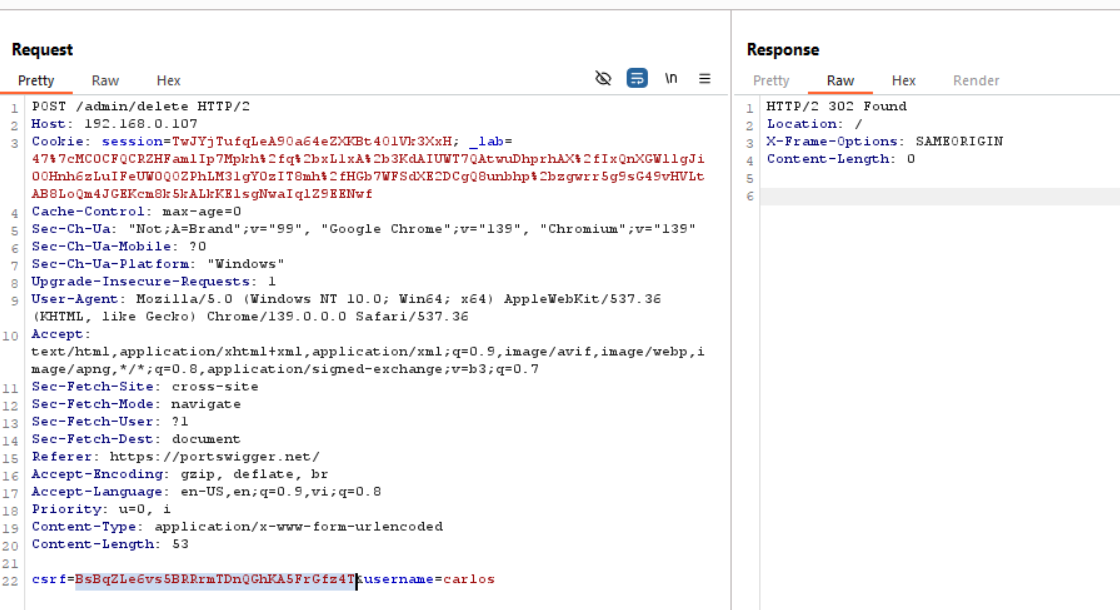 Request
Pretty Raw Hex
\n
1 POST /admin/delete HTTP/2
2 Host: 192.168.0.107
3 Cookie: session=TwJYjTufqLeA90a64eZXKBt401Vk3XxH; _lab=
47%7cMC0CFQCRZHFamlIp7Mpkh%2fq%2bxLlxA%2b3KdAIUWT7QAtwuDhprhAX%2fIxQnXGWllgJi
00Hnh6zLuIFeUW0Q0ZPhLM3lgY0zIT8mh%2fHGb7WFSdXE2DCgQ8unbhp%2bzgwrr5g9sG49vHVLt
AB8LoQm4JGEKcm8k5kALkKElsgNwaIqlZ9EENwf
4 Cache-Control: max-age=0
5 Sec-Ch-Ua: "Not;A=Brand";v="99", "Google Chrome";v="139", "Chromium";v="139"
6 Sec-Ch-Ua-Mobile: ?0
7 Sec-Ch-Ua-Platform: "Windows"
8 Upgrade-Insecure-Requests: 1
9 User-Agent: Mozilla/5.0 (Windows NT 10.0; Win64; x64) AppleWebKit/537.36
(KHTML, like Gecko) Chrome/139.0.0.0 Safari/537.36
10 Accept:
text/html,application/xhtml+xml,application/xml;q=0.9,image/avif,image/webp,i
mage/apng,*/*;q=0.8,application/signed-exchange;v=b3;q=0.7
11 Sec-Fetch-Site: cross-site
12 Sec-Fetch-Mode: navigate
13 Sec-Fetch-User: ?1
14 Sec-Fetch-Dest: document
15 Referer: https://portswigger.net/
16 Accept-Encoding: gzip, deflate, br
17 Accept-Language: en-US,en;q=0.9,vi;q=0.8
18 Priority: u=0, i
19 Content-Type: application/x-www-form-urlencoded
20 Content-Length: 53
21
22 csrf=BsBqZLe6vs5BRRrmTDnQGhKA5FrGfz4T&username=carlos
Response
Pretty Raw Hex Render
1 HTTP/2 302 Found
2 Location: /
3 X-Frame-Options: SAMEORIGIN
4 Content-Length: 0
5
6